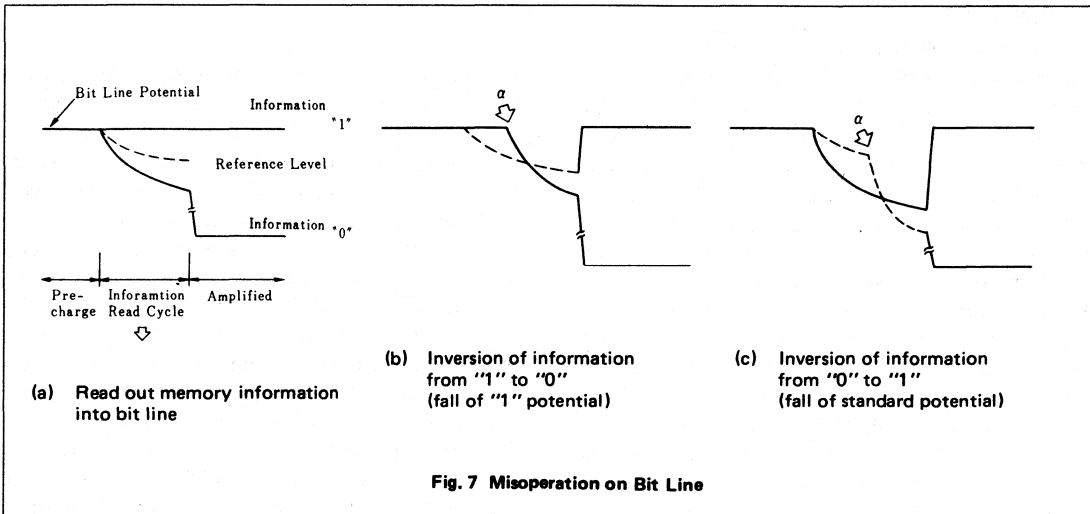 Bit Line Potential
Information
"1"
Reference Level
Information "0"
Pre-
charge
Inforamtion
Read Cycle
Amplified
(a) Read out memory information
into bit line
α
(b) Inversion of information
from "1" to "0"
(fall of "1" potential)
α
(c) Inversion of information
from "0" to "1"
(fall of standard potential)
Fig. 7 Misoperation on Bit Line